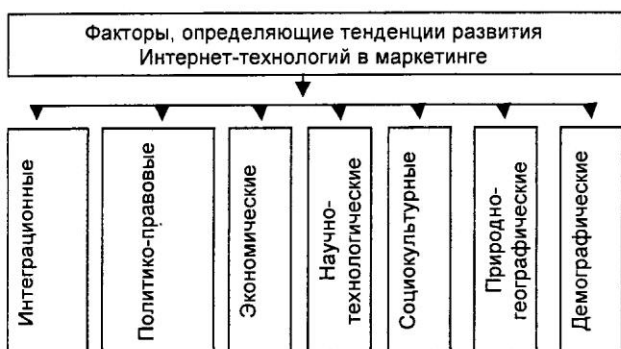 Факторы, определяющие тенденции развития
Интернет-технологий в маркетинге
Интеграционные
Политико-правовые
Экономические
Научно-
технологические
Социокультурные
Природно-
географические
Демографические